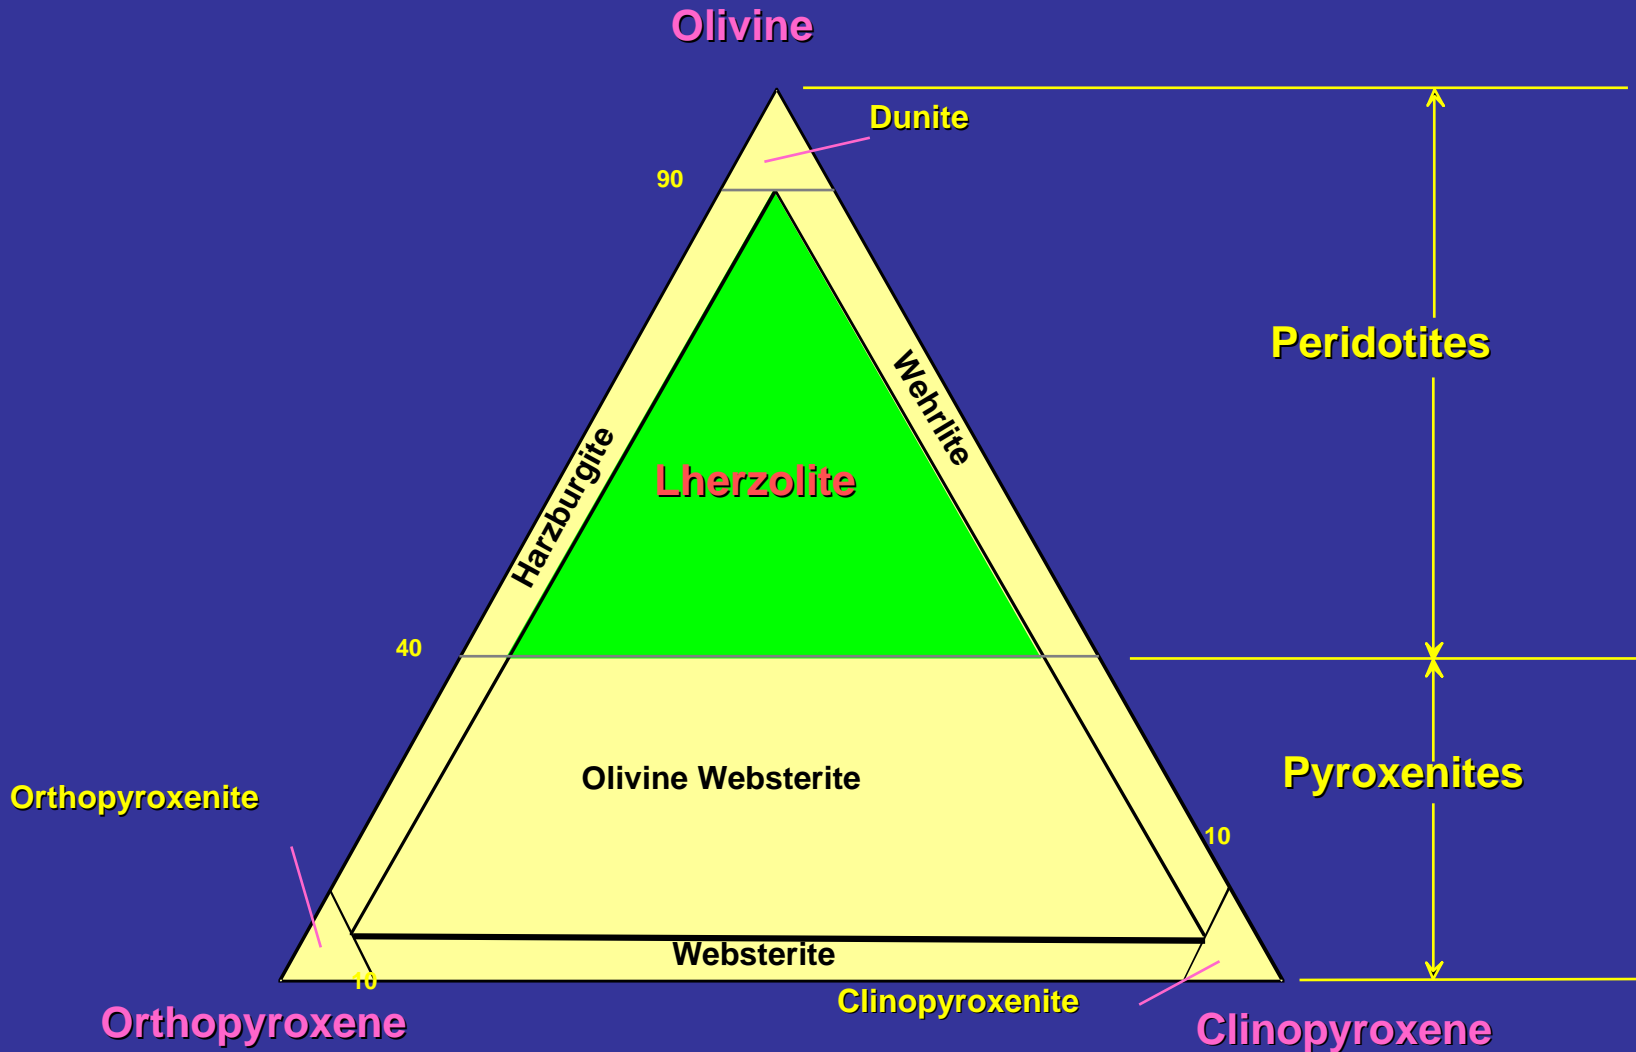 Olivine
Dunite
90
Peridotites
Wehrlite
Harzburgite
Lherzolite
40
Pyroxenites
Olivine Websterite
Orthopyroxenite
10
Websterite
10
Clinopyroxenite
Orthopyroxene
Clinopyroxene